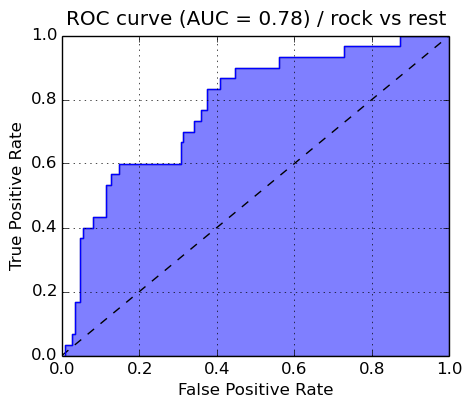 ROC curve (AUC = 0.78) / rock vs rest
True Positive Rate
1.0
0.8
0.6
0.4
0.2
0.0
0.0 0.2 0.4 0.6 0.8 1.0
False Positive Rate